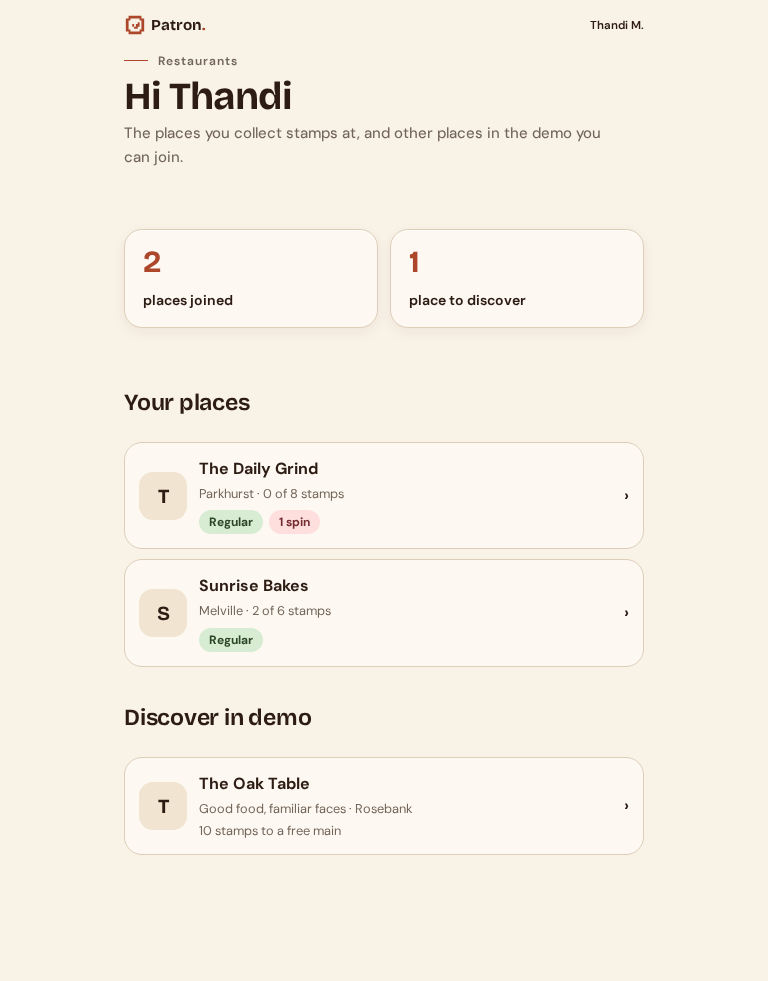 Patron.
Thandi M.
Restaurants
Hi Thandi
The places you collect stamps at, and other places in the demo you
can join.
2
places joined
1
place to discover
Your places
T
The Daily Grind
Parkhurst · 0 of 8 stamps
Regular
1 spin
›
S
Sunrise Bakes
Melville · 2 of 6 stamps
Regular
›
Discover in demo
T
The Oak Table
Good food, familiar faces · Rosebank
10 stamps to a free main
›